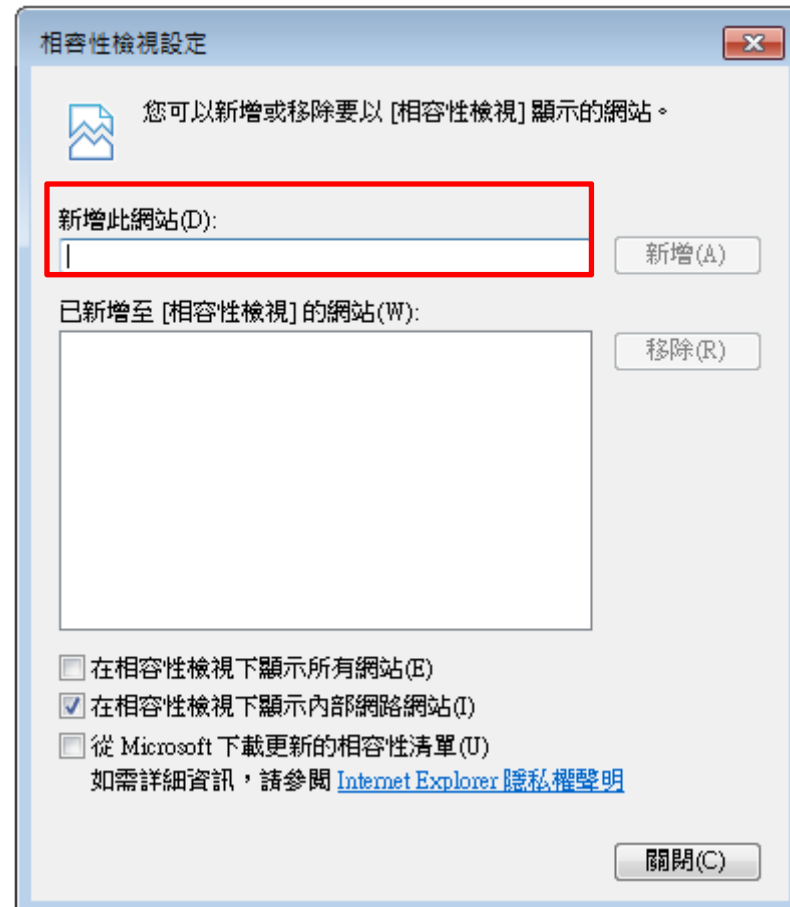 相容性檢視設定
您可以新增或移除要以 [相容性檢視] 顯示的網站。
新增此網站(D):
新增(A)
已新增至 [相容性檢視] 的網站(W):
移除(R)
在相容性檢視下顯示所有網站(E)
在相容性檢視下顯示內部網路網站(I)
從 Microsoft 下載更新的相容性清單(U)
如需詳細資訊，請參閱 Internet Explorer 隱私權聲明
關閉(C)